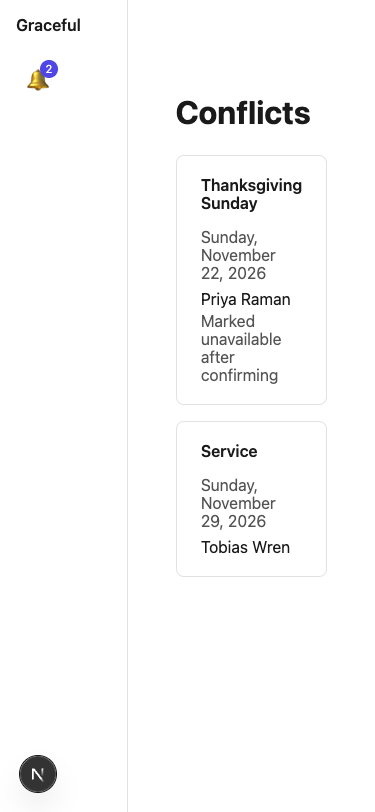 Graceful
2
Conflicts
Thanksgiving
Sunday
Sunday,
November
22, 2026
Priya Raman
Marked
unavailable
after
confirming
Service
Sunday,
November
29, 2026
Tobias Wren
N